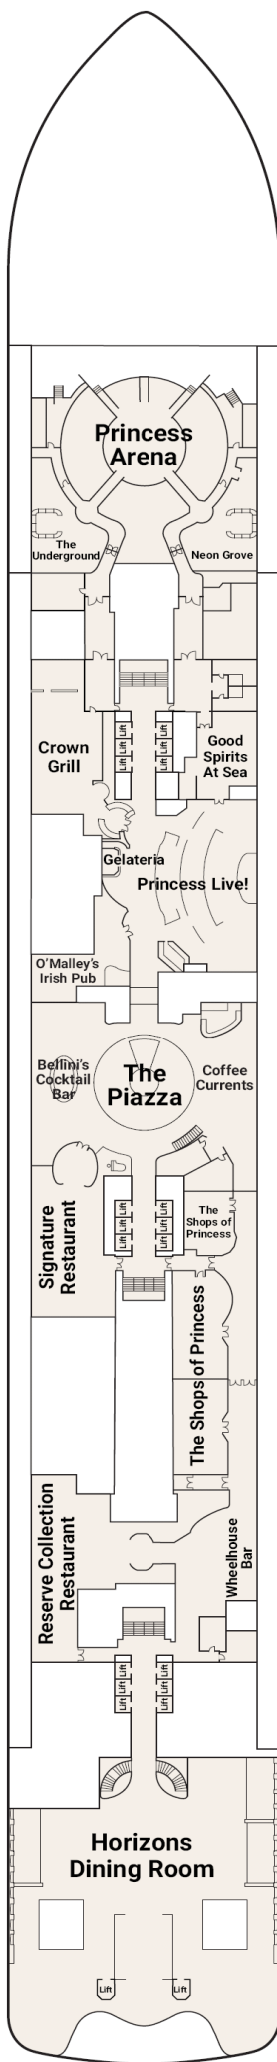 Princess
Arena
The
Underground
Neon Grove
Lift
Lift
Lift
Lift
Lift
Lift
Crown
Grill
Good
Spirits
At Sea
Gelateria
Princess Live!
O'Malley's
Irish Pub
Bellini's
Cocktail
Bar
The
Piazza
Coffee
Currents
Signature
Restaurant
Lift
Lift
Lift
Lift
Lift
Lift
The
Shops of
Princess
The Shops of Princess
Reserve Collection
Restaurant
Wheelhouse
Bar
Lift
Lift
Lift
Lift
Horizons
Dining Room
Lift
Lift